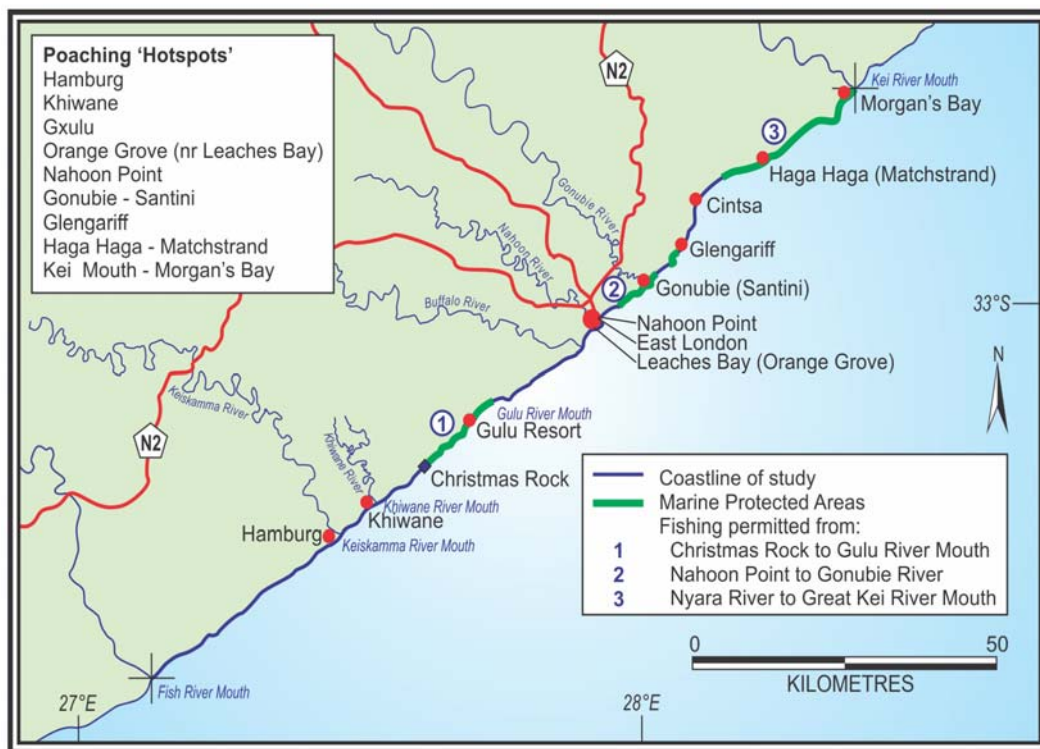 Poaching 'Hotspots'
Hamburg
Khiwane
Gxulu
Orange Grove (nr Leaches Bay)
Nahoon Point
Gonubie - Santini
Glengariff
Haga Haga - Matchstrand
Kei Mouth - Morgan's Bay
N2
N2
Kei River Mouth
Morgan's Bay
3
Haga Haga (Matchstrand)
Cintsa
Gonubie River
Glengariff
Nahoon River
2
Gonubie (Santini)
Buffalo River
33°S
Nahoon Point
East London
Leaches Bay (Orange Grove)
N
Keiskamma River
1
Gulu River Mouth
Gulu Resort
Khiwane River
Christmas Rock
Khiwane River Mouth
Khiwane
Hamburg
Keiskamma River Mouth
N2
Coastline of study
Marine Protected Areas
Fishing permitted from:
1 Christmas Rock to Gulu River Mouth
2 Nahoon Point to Gonubie River
3 Nyara River to Great Kei River Mouth
0 50
KILOMETRES
Fish River Mouth
27°E
28°E